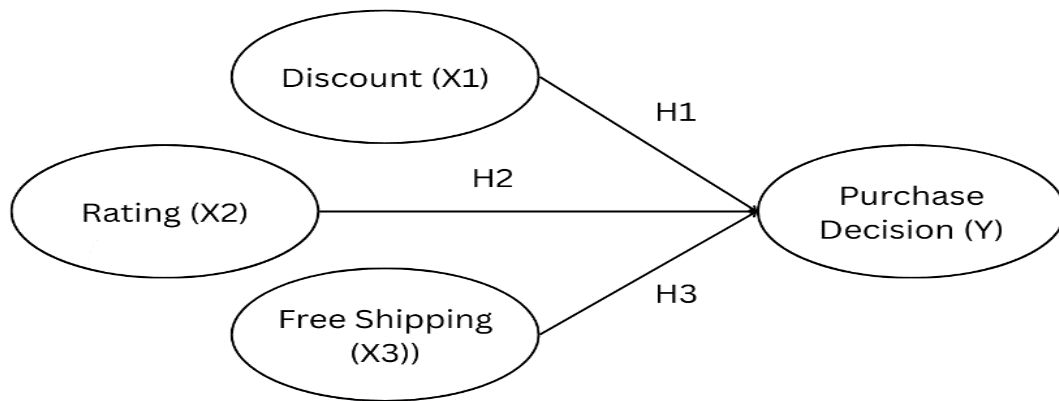 Discount (X1)
H1
H2
Rating (X2)
Purchase
Decision (Y)
H3
Free Shipping
(X3))